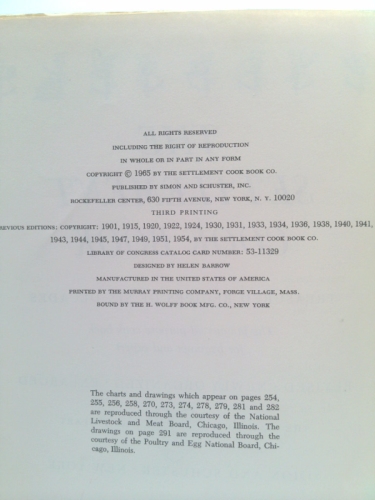 ALL RIGHTS RESERVED
INCLUDING THE RIGHT OF REPRODUCTION
IN WHOLE OR IN PART IN ANY FORM
COPYRIGHT © 1965 BY THE SETTLEMENT COOK BOOK CO.
PUBLISHED BY SIMON AND SCHUSTER, INC.
ROCKEFELLER CENTER, 630 FIFTH AVENUE, NEW YORK, N. Y. 10020
THIRD PRINTING
REVIOUS EDITIONS; COPYRIGHT: 1901, 1915, 1920, 1922, 1924, 1930, 1931, 1933, 1934, 1936, 1938, 1940, 1941,
1943, 1944, 1945, 1947, 1949, 1951, 1954, BY THE SETTLEMENT COOK BOOK CO.
LIBRARY OF CONGRESS CATALOG CARD NUMBER: 53-11329
DESIGNED BY HELEN BARROW
MANUFACTURED IN THE UNITED STATES OF AMERICA
PRINTED BY THE MURRAY PRINTING COMPANY, FORGE VILLAGE, MASS.
BOUND BY THE H. WOLFF BOOK MFG. CO., NEW YORK
The charts and drawings which appear on pages 254,
255, 256, 258, 270, 273, 274, 278, 279, 281 and 282
are reproduced through the courtesy of the National
Livestock and Meat Board, Chicago, Illinois. The
drawings on page 291 are reproduced through the
courtesy of the Poultry and Egg National Board, Chi-
cago, Illinois.